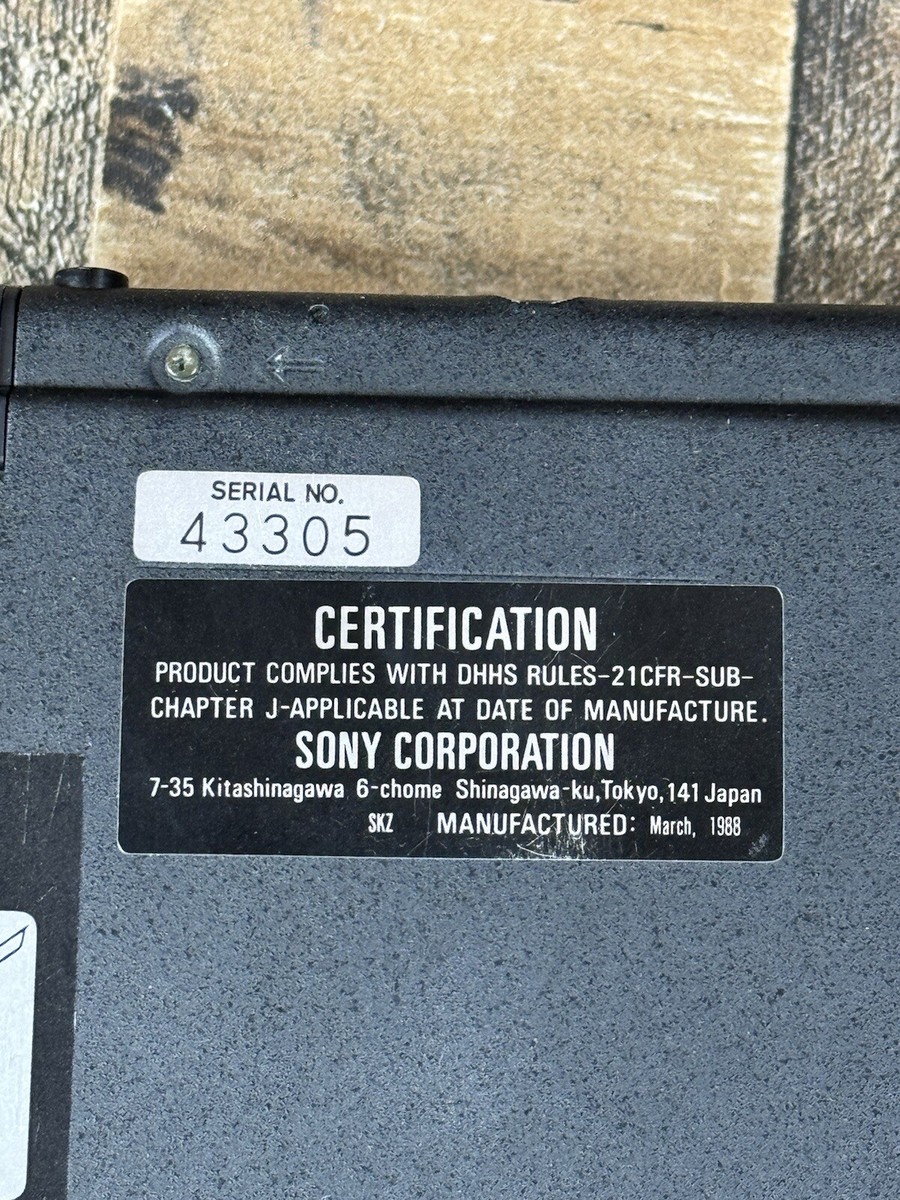 SERIAL NO.
43305
CERTIFICATION
PRODUCT COMPLIES WITH DHHS RULES-21CFR-SUB-
CHAPTER J-APPLICABLE AT DATE OF MANUFACTURE.
SONY CORPORATION
7-35 Kitashinagawa 6-chome Shinagawa-ku,Tokyo,141 Japan
SKZ MANUFACTURED: March, 1988